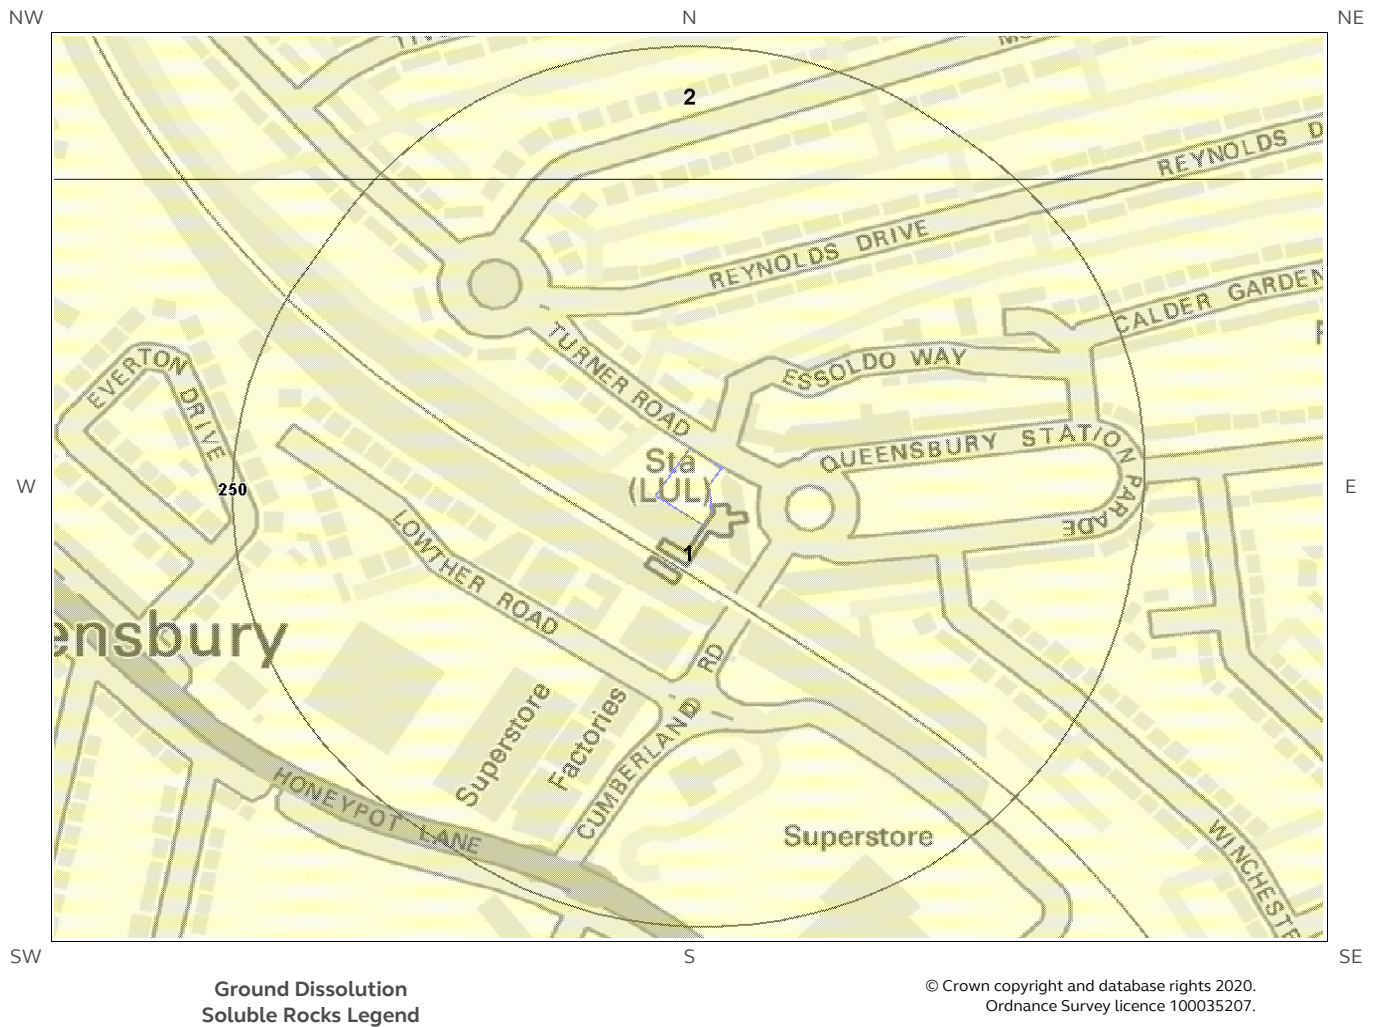 NW
N
NE
2
REYNOLDS D
REYNOLDS DRIVE
CALDER GARDEN
TURNER ROAD
ESSOLDO WAY
EVERTON DRIVE
QUEENSBURY STATION PARADE
Sta
(LUL)
W
250
E
1
LOWTHER ROAD
ensbury
RD
CUMBERLAND
Superstore
Factories
HONEYPOT LANE
Superstore
WINCHESTE
SW
S
SE
Ground Dissolution
Soluble Rocks Legend
© Crown copyright and database rights 2020.
Ordnance Survey licence 100035207.